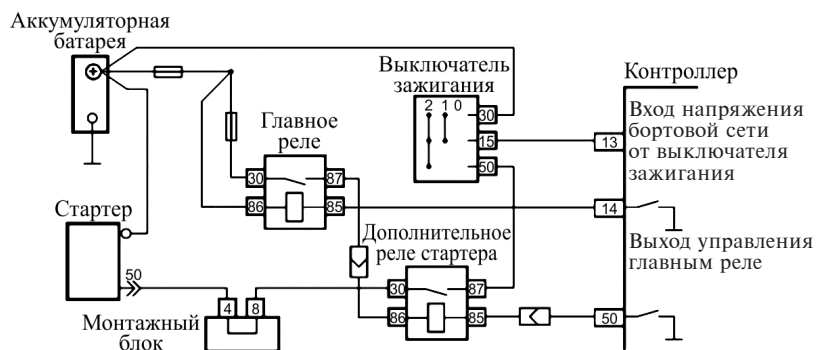 Аккумуляторная
батарея
Выключатель
зажигания
2 1 0
30
15
50
Контроллер
Вход напряжения
бортовой сети
от выключателя
зажигания
13
Главное
реле
30
87
86
85
14
Стартер
50
Дополнительное
реле стартера
Выход управления
главным реле
30
87
86
85
50
4
8
Монтажный
блок